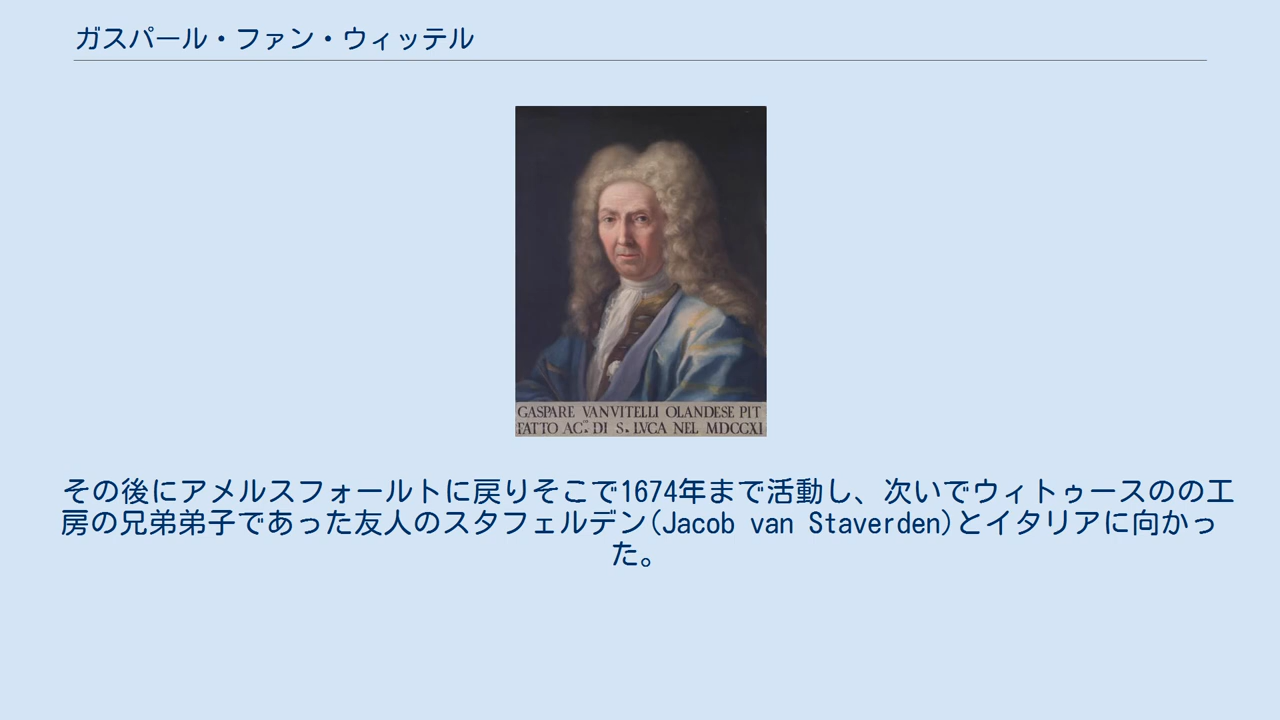 ガスパール・ファン・ウィッテル
GASPARE VANVITELLI OLANDESE PIT
FATTO AC. DI S. LVCA NEL MDCCXI
その後にアメルスフォールトに戻りそこで1674年まで活動し、次いでウィトゥースのの工
房の兄弟弟子であった友人のスタフェルデン(Jacob van Staverden)とイタリアに向かっ
た。